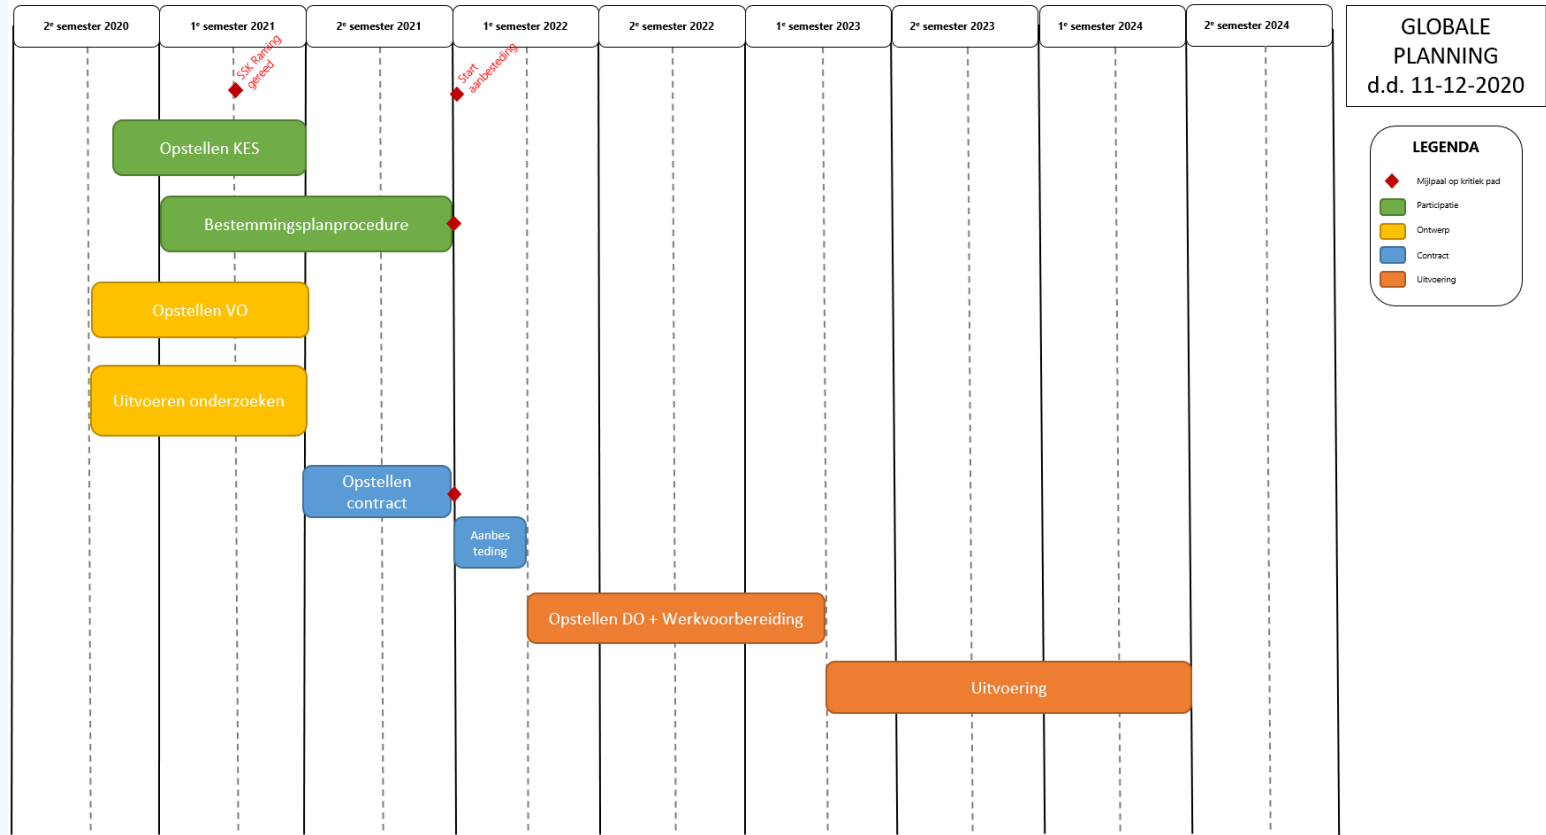 2e semester 2020
1e semester 2021
2e semester 2021
1e semester 2022
2e semester 2022
1e semester 2023
2e semester 2023
1e semester 2024
2e semester 2024
GLOBALE
PLANNING
d.d. 11-12-2020
SSK Raming
gereed
Start
aanbesteding
LEGENDA
Mijlpaal op kritiek pad
Participatie
Ontwerp
Contract
Uitvoering
Opstellen KES
Bestemmingsplanprocedure
Opstellen VO
Uitvoeren onderzoeken
Opstellen
contract
Aanbes
teding
Opstellen DO + Werkvoorbereiding
Uitvoering